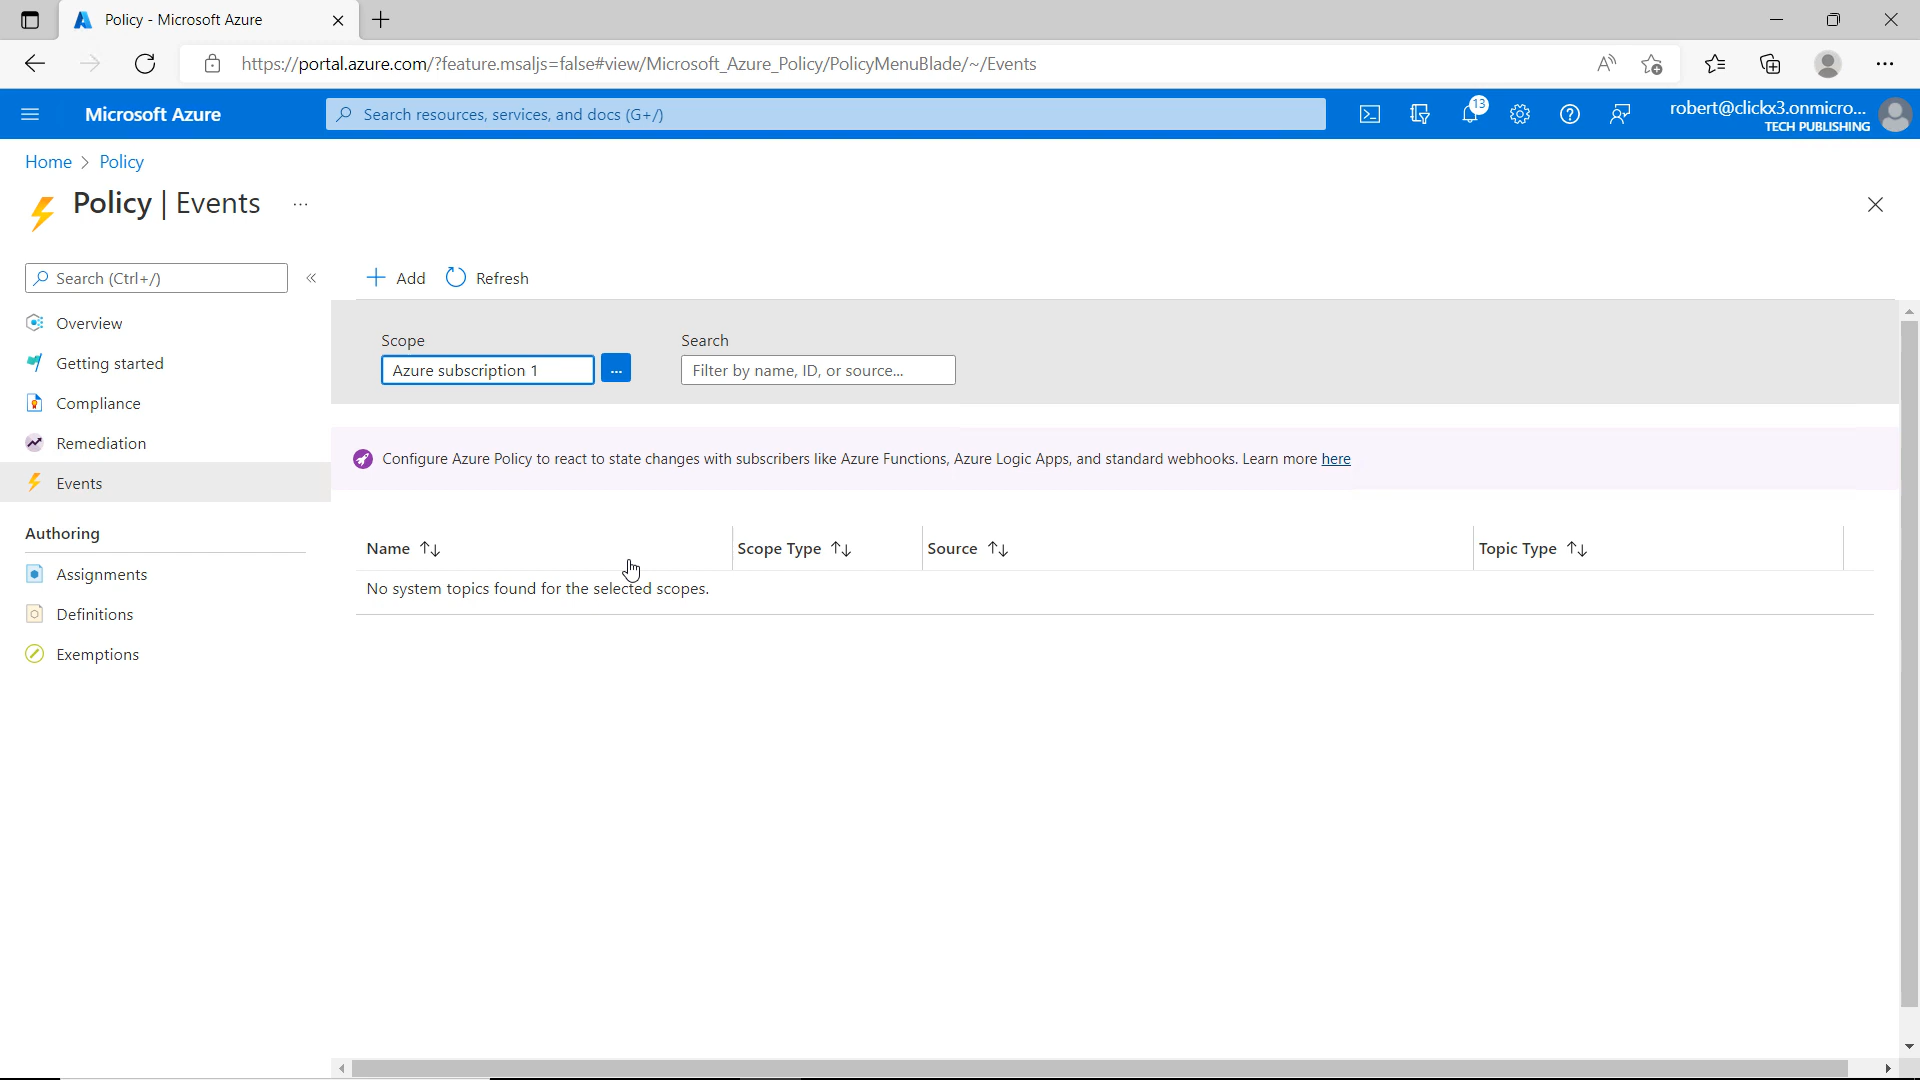 Policy - Microsoft Azure
https://portal.azure.com/?feature.msaljs=false#view/Microsoft_Azure_Policy/PolicyMenuBlade/~/Events
Microsoft Azure
Search resources, services, and docs (G+/)
13
robert@clickx3.onmicro...
TECH PUBLISHING
Home > Policy
Policy | Events ...
Search (Ctrl+/)
Overview
Getting started
Compliance
Remediation
Events
Authoring
Assignments
Definitions
Exemptions
Add Refresh
Scope Search
Azure subscription 1 ... Filter by name, ID, or source...
Configure Azure Policy to react to state changes with subscribers like Azure Functions, Azure Logic Apps, and standard webhooks. Learn more here
Name Scope Type Source Topic Type
No system topics found for the selected scopes.